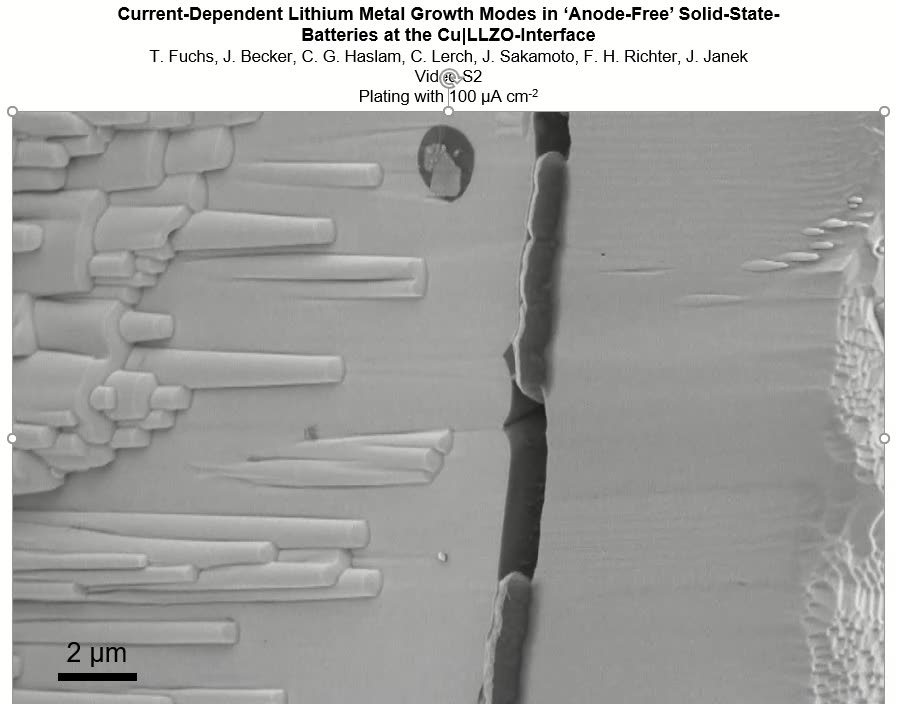 Current-Dependent Lithium Metal Growth Modes in ‘Anode-Free’ Solid-State-
Batteries at the Cu|LLZO-Interface
T. Fuchs, J. Becker, C. G. Haslam, C. Lerch, J. Sakamoto, F. H. Richter, J. Janek
Video S2
Plating with 100 µA cm-2
2 µm